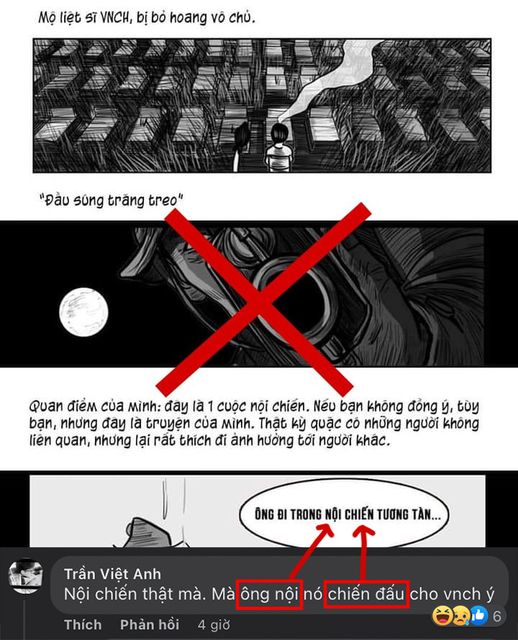 Mộ liệt sĩ VNCH, bị bỏ hoang vô chủ.
"Đầu súng trăng treo"
Quan điểm của mình: đây là 1 cuộc nội chiến. Nếu bạn không đồng ý, tùy
bạn, nhưng đây là truyện của mình. Thật kỳ quặc có những người không
liên quan, nhưng lại rất thích đi ảnh hưởng tới người khác.
ÔNG ĐI TRONG NỘI CHIẾN TƯƠNG TÀN...
Trần Việt Anh
Nội chiến thật mà. Mà ông nội nó chiến đấu cho vnch ý
Thích Phản hồi 4 giờ 6